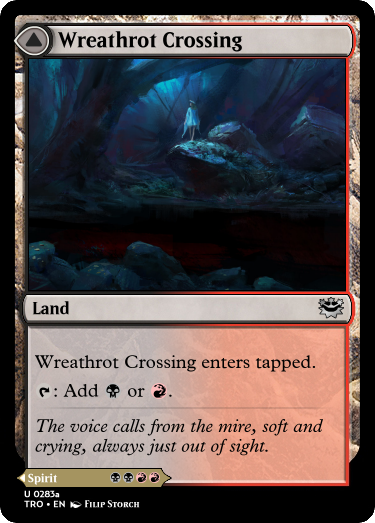 Wreathrot Crossing
Land
Wreathrot Crossing enters tapped.
: Add or .
The voice calls from the mire, soft and
crying, always just out of sight.
Spirit
U 0283a
TRO • EN Filip Storch